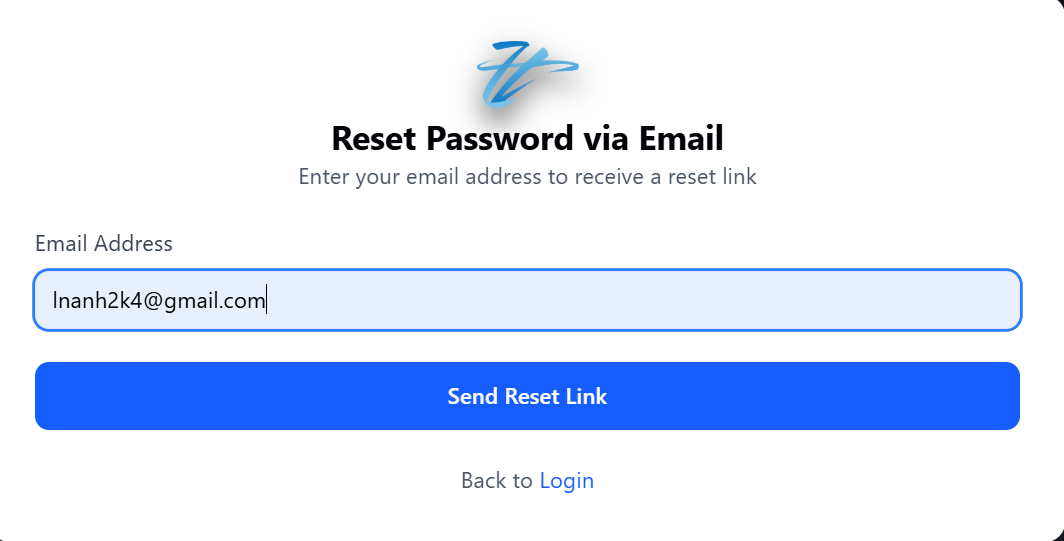 Reset Password via Email
Enter your email address to receive a reset link
Email Address
lnanh2k4@gmail.com
Send Reset Link
Back to Login